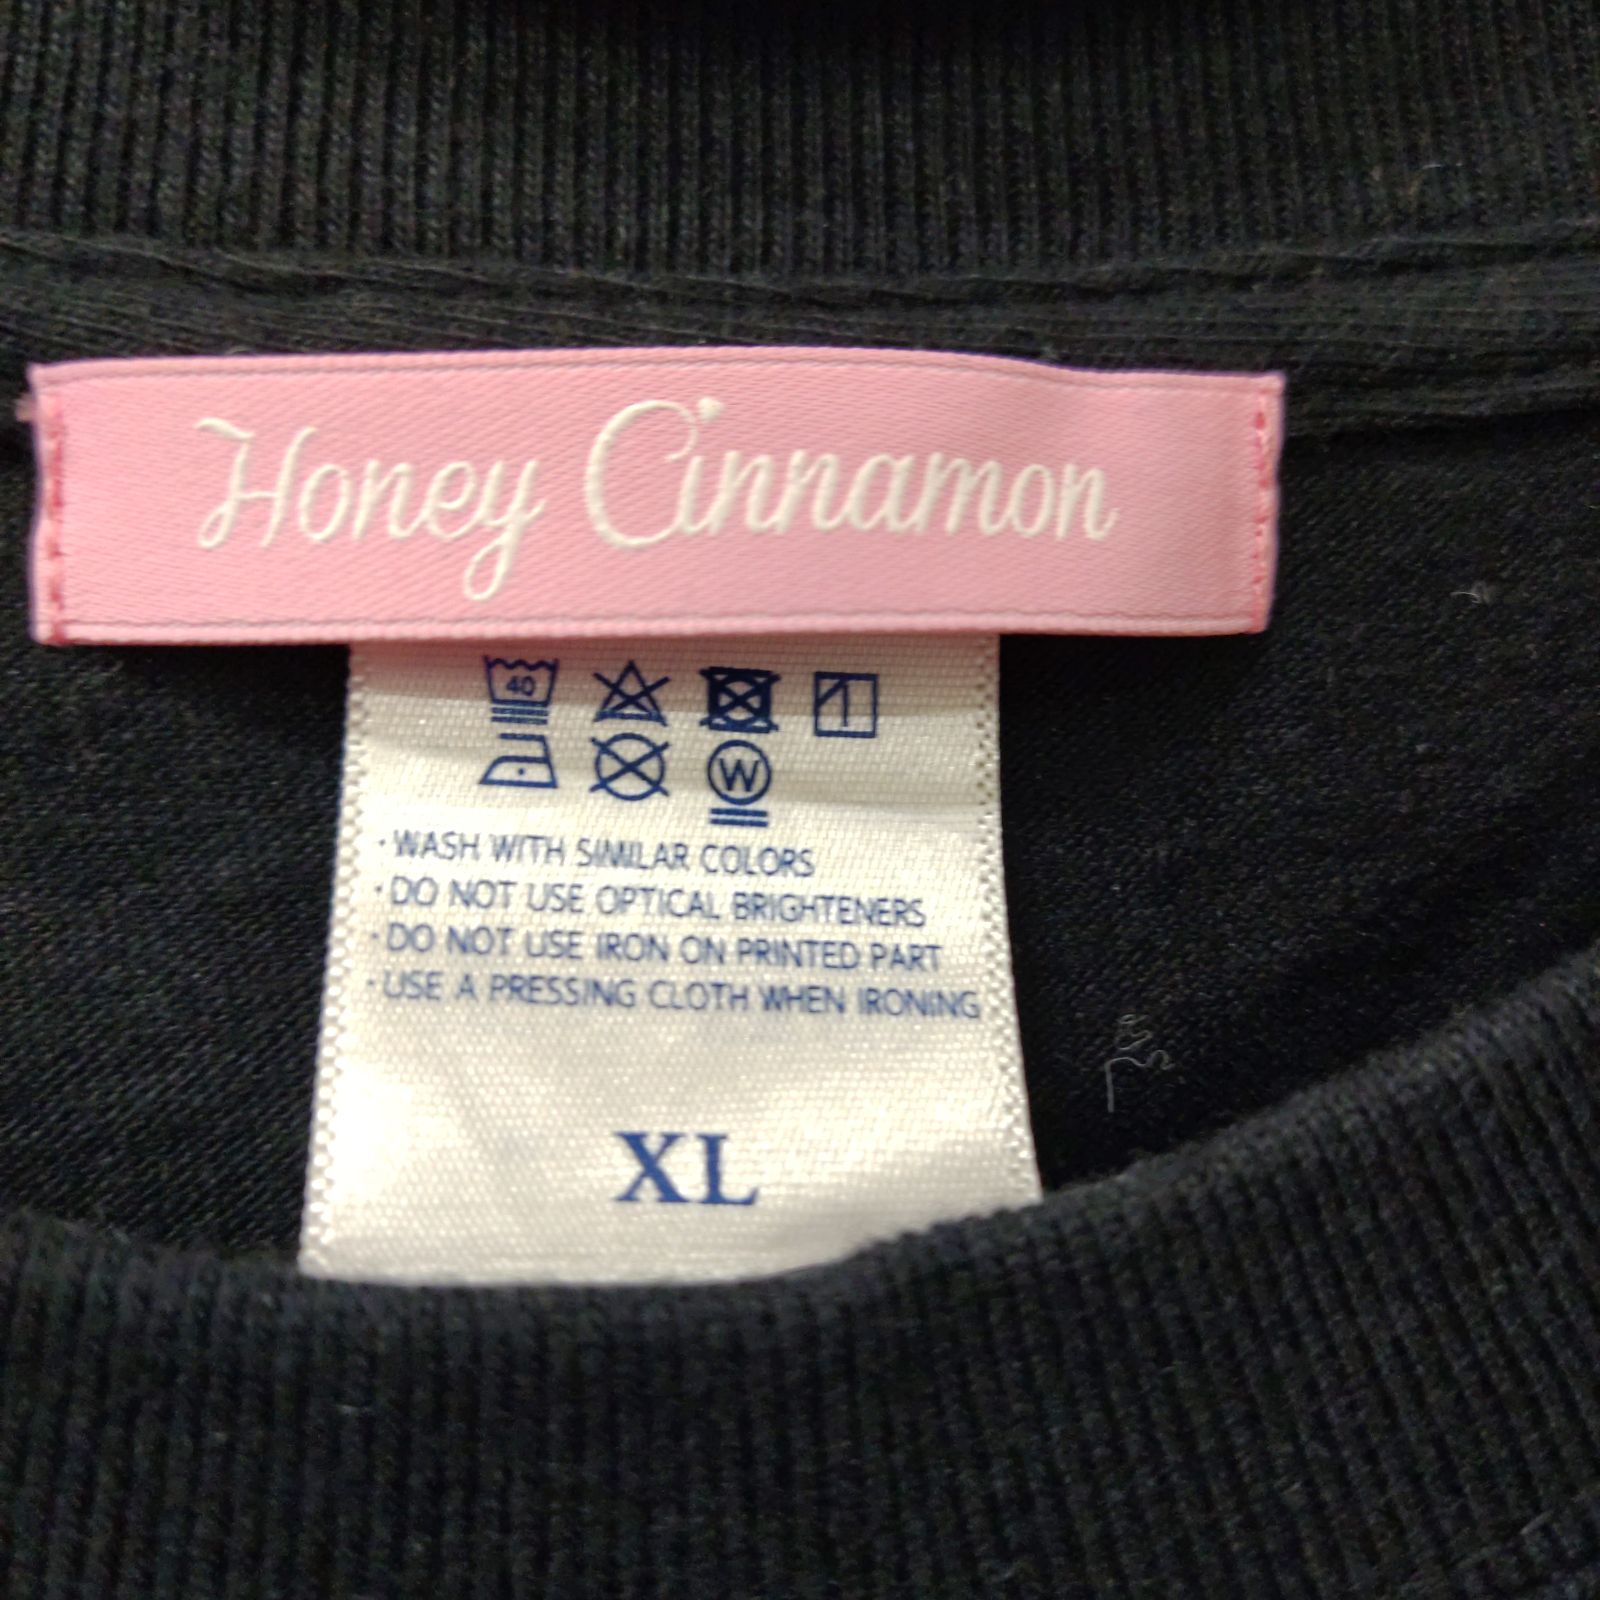 Honey Cinnamon
40
W
·WASH WITH SIMILAR COLORS
·DO NOT USE OPTICAL BRIGHTENERS
·DO NOT USE IRON ON PRINTED PART
·USE A PRESSING CLOTH WHEN IRONING
XL